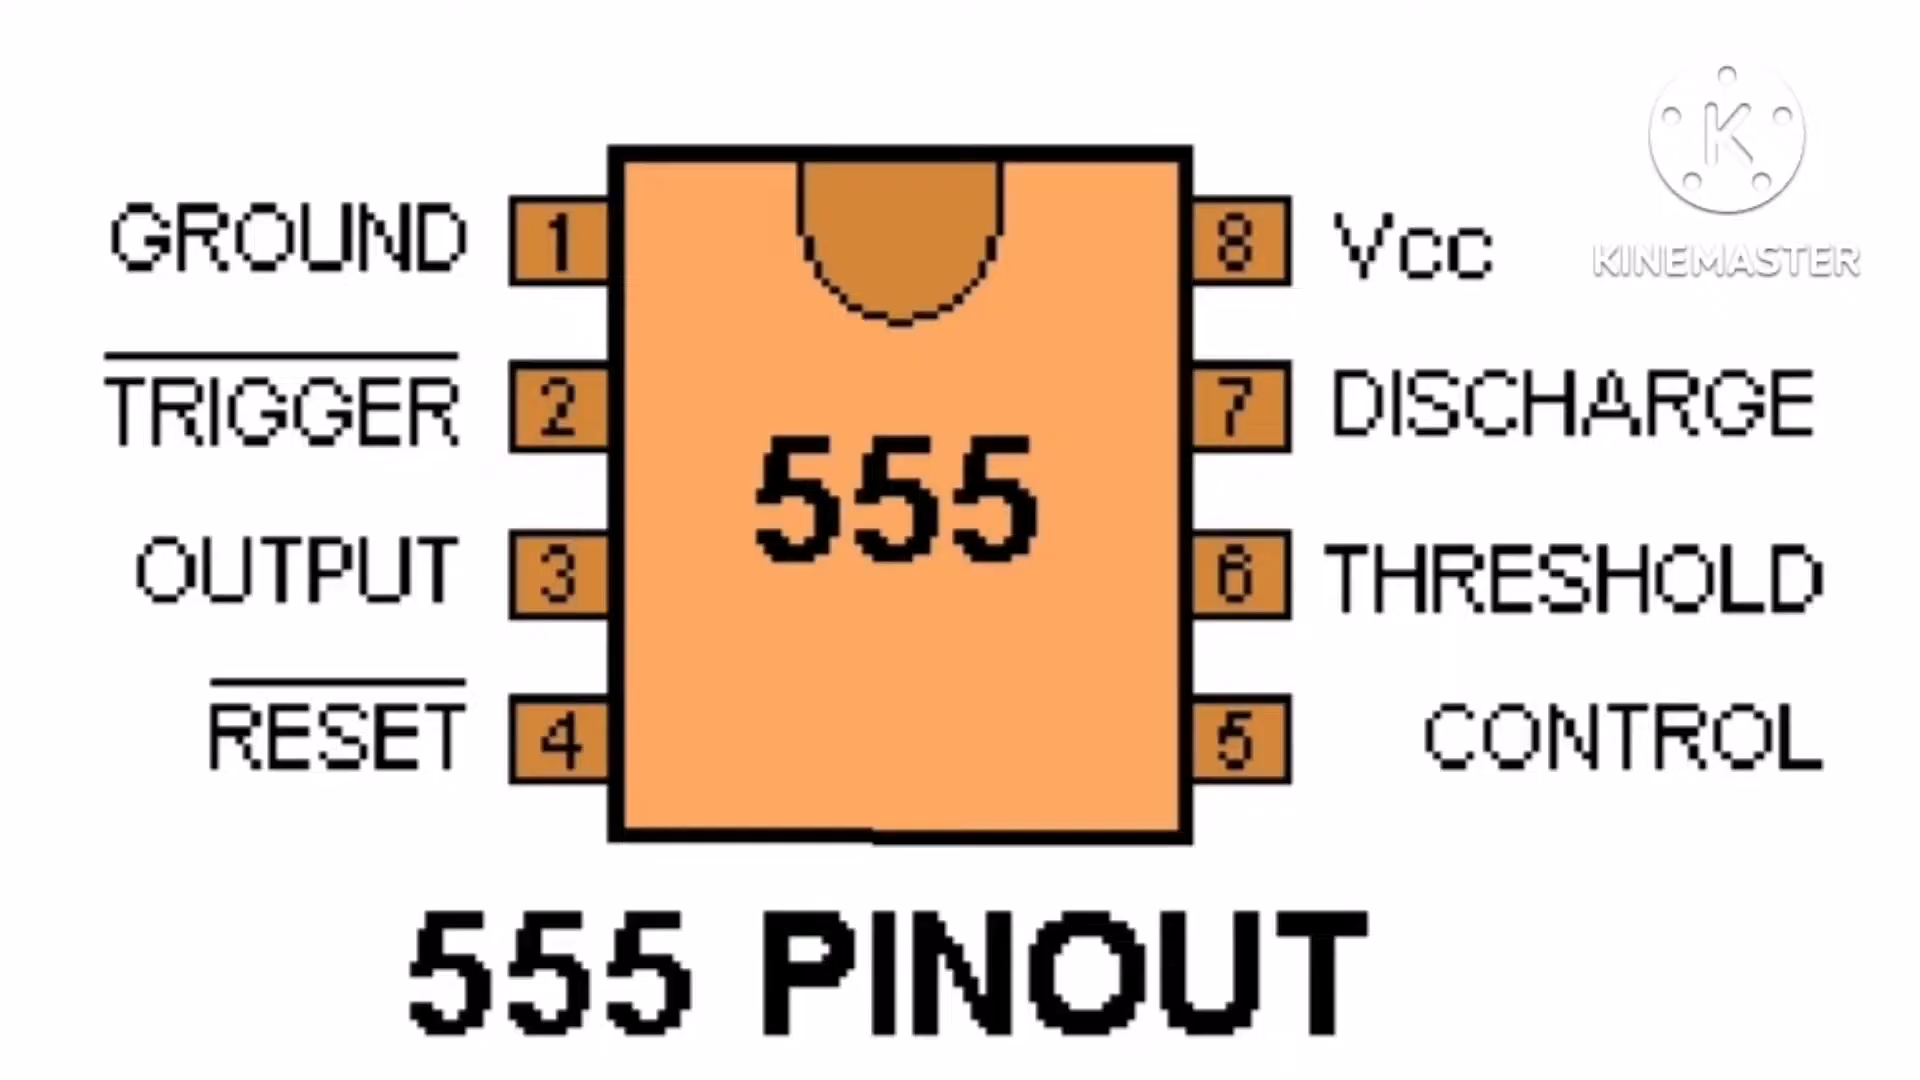 GROUND 1 8 Vcc
TRIGGER 2 7 DISCHARGE
555
OUTPUT 3 6 THRESHOLD
RESET 4 5 CONTROL
555 PINOUT
K
KINEMASTER